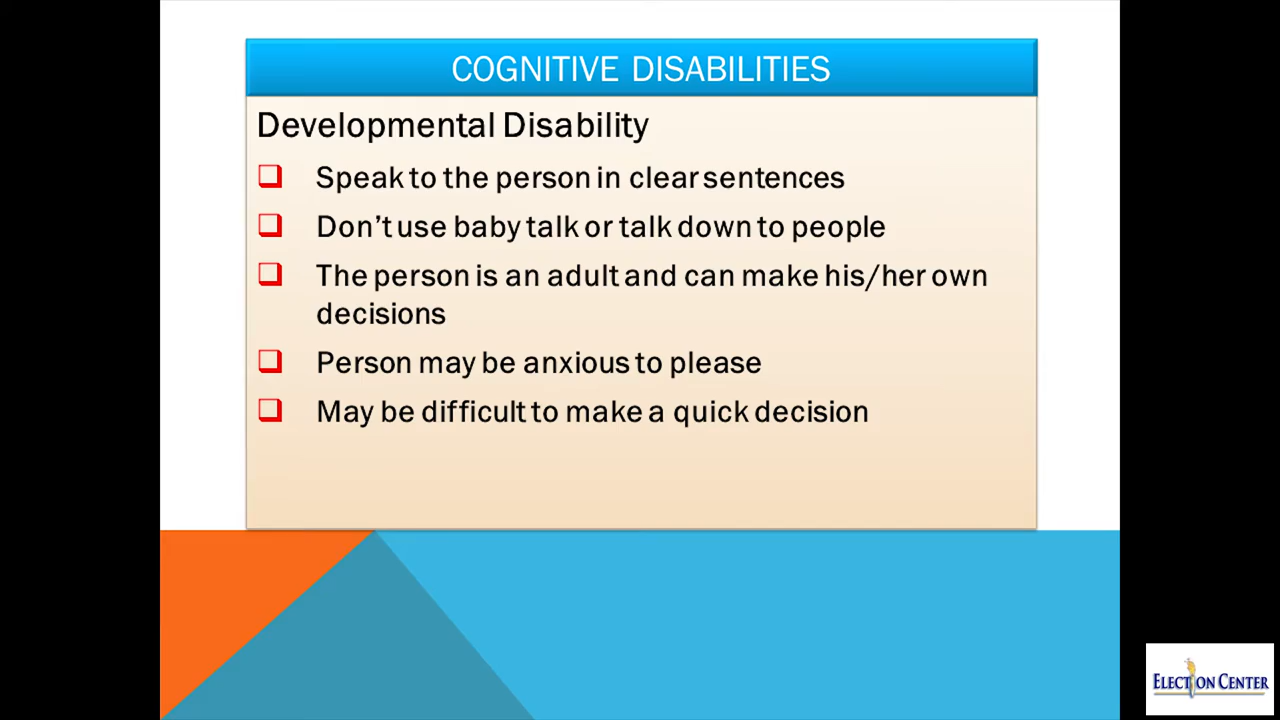 COGNITIVE DISABILITIES
Developmental Disability
Speak to the person in clear sentences
Don’t use baby talk or talk down to people
The person is an adult and can make his/her own
decisions
Person may be anxious to please
May be difficult to make a quick decision
ELECTION CENTER